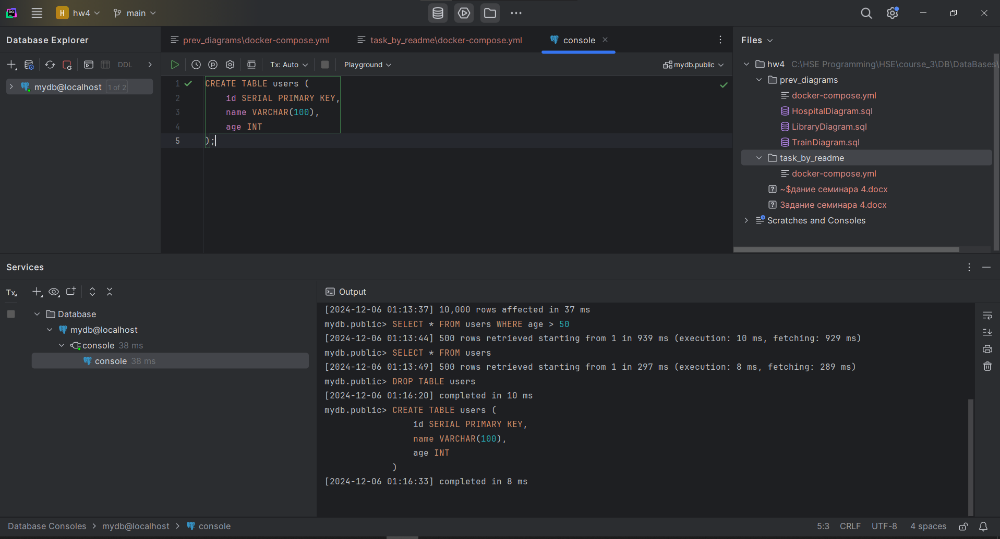 H hw4 main
Database Explorer
DDL
mydb@localhost 1 of 2
prev_diagrams\docker-compose.yml task_by_readme\docker-compose.yml console
Tx: Auto Playground mydb.public
1 CREATE TABLE users (
2 id SERIAL PRIMARY KEY,
3 name VARCHAR(100),
4 age INT
5 );
Files
hw4 C:\HSE Programming\HSE\course_3\DB\DataBases\
prev_diagrams
docker-compose.yml
HospitalDiagram.sql
LibraryDiagram.sql
TrainDiagram.sql
task_by_readme
docker-compose.yml
~$дание семинара 4.docx
Задание семинара 4.docx
Scratches and Consoles
Services
Tx
Database
mydb@localhost
console 38 ms
console 38 ms
Output
[2024-12-06 01:13:37] 10,000 rows affected in 37 ms
mydb.public> SELECT * FROM users WHERE age > 50
[2024-12-06 01:13:44] 500 rows retrieved starting from 1 in 939 ms (execution: 10 ms, fetching: 929 ms)
mydb.public> SELECT * FROM users
[2024-12-06 01:13:49] 500 rows retrieved starting from 1 in 297 ms (execution: 8 ms, fetching: 289 ms)
mydb.public> DROP TABLE users
[2024-12-06 01:16:20] completed in 10 ms
mydb.public> CREATE TABLE users (
id SERIAL PRIMARY KEY,
name VARCHAR(100),
age INT
)
[2024-12-06 01:16:33] completed in 8 ms
Database Consoles > mydb@localhost > console
5:3 CRLF UTF-8 4 spaces